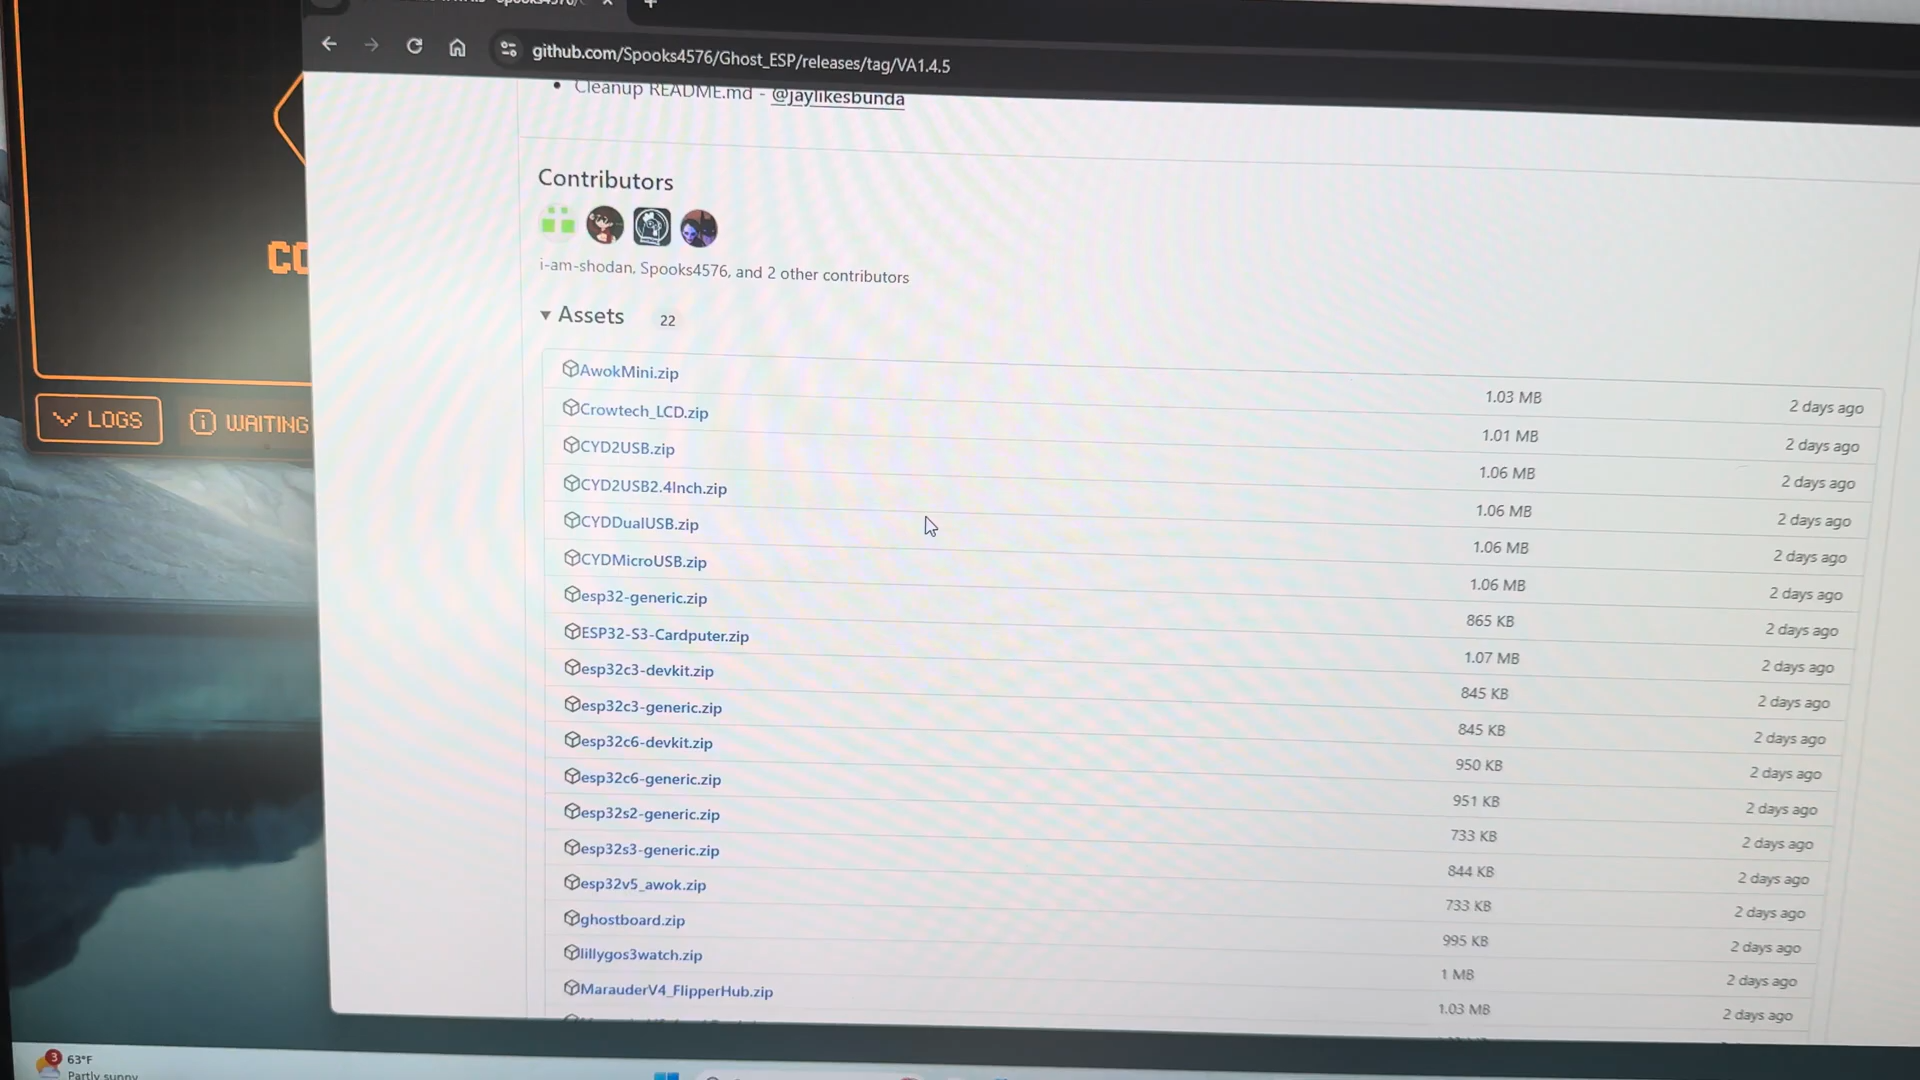 github.com/Spooks4576/Ghost_ESP/releases/tag/VA1.4.5
Cleanup README.md - @jaylikesbunda
Contributors
i-am-shodan, Spooks4576, and 2 other contributors
Assets 22
AwokMini.zip 1.03 MB 2 days ago
Crowtech_LCD.zip 1.01 MB 2 days ago
CYD2USB.zip 1.06 MB 2 days ago
CYD2USB2.4Inch.zip 1.06 MB 2 days ago
CYDDualUSB.zip 1.06 MB 2 days ago
CYDMicroUSB.zip 1.06 MB 2 days ago
esp32-generic.zip 865 KB 2 days ago
ESP32-S3-Cardputer.zip 1.07 MB 2 days ago
esp32c3-devkit.zip 845 KB 2 days ago
esp32c3-generic.zip 845 KB 2 days ago
esp32c6-devkit.zip 950 KB 2 days ago
esp32c6-generic.zip 951 KB 2 days ago
esp32s2-generic.zip 733 KB 2 days ago
esp32s3-generic.zip 844 KB 2 days ago
esp32v5_awok.zip 733 KB 2 days ago
ghostboard.zip 995 KB 2 days ago
lillygos3watch.zip 1 MB 2 days ago
MarauderV4_FlipperHub.zip 1.03 MB 2 days ago
CO
LOGS
WAITING
3
63°F
Partly sunny